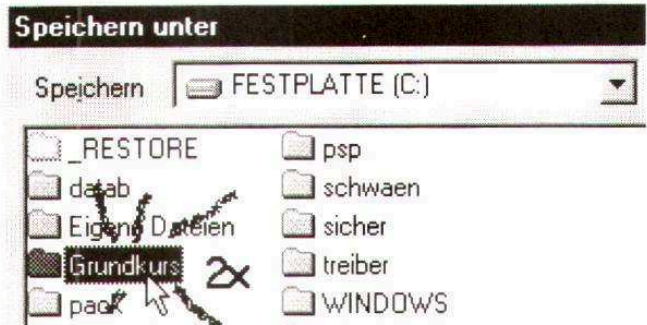 Speichern unter
Speichern FESTPLATTE (C:)
_RESTORE
datab
Eigene Dateien
Grundkurs 2x
pack
psp
schwaen
sicher
treiber
WINDOWS